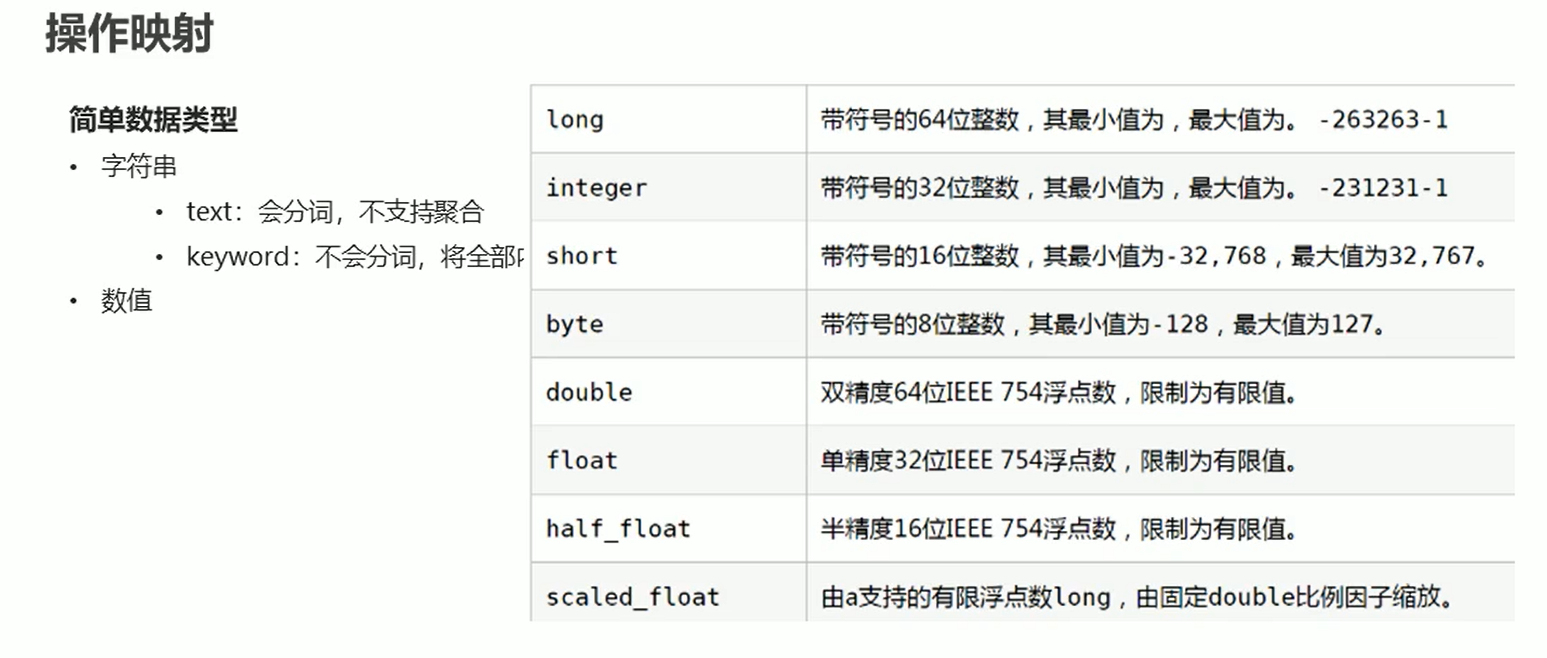 操作映射
简单数据类型
• 字符串
• text：会分词，不支持聚合
• keyword：不会分词，将全部
• 数值
long 带符号的64位整数，其最小值为，最大值为。 -263263-1
integer 带符号的32位整数，其最小值为，最大值为。 -231231-1
short 带符号的16位整数，其最小值为-32,768，最大值为32,767。
byte 带符号的8位整数，其最小值为-128，最大值为127。
double 双精度64位IEEE 754浮点数，限制为有限值。
float 单精度32位IEEE 754浮点数，限制为有限值。
half_float 半精度16位IEEE 754浮点数，限制为有限值。
scaled_float 由a支持的有限浮点数long，由固定double比例因子缩放。